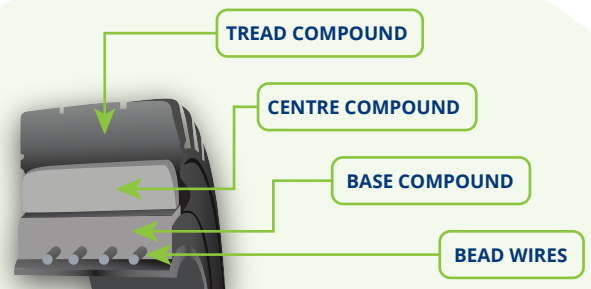 TREAD COMPOUND
CENTRE COMPOUND
BASE COMPOUND
BEAD WIRES